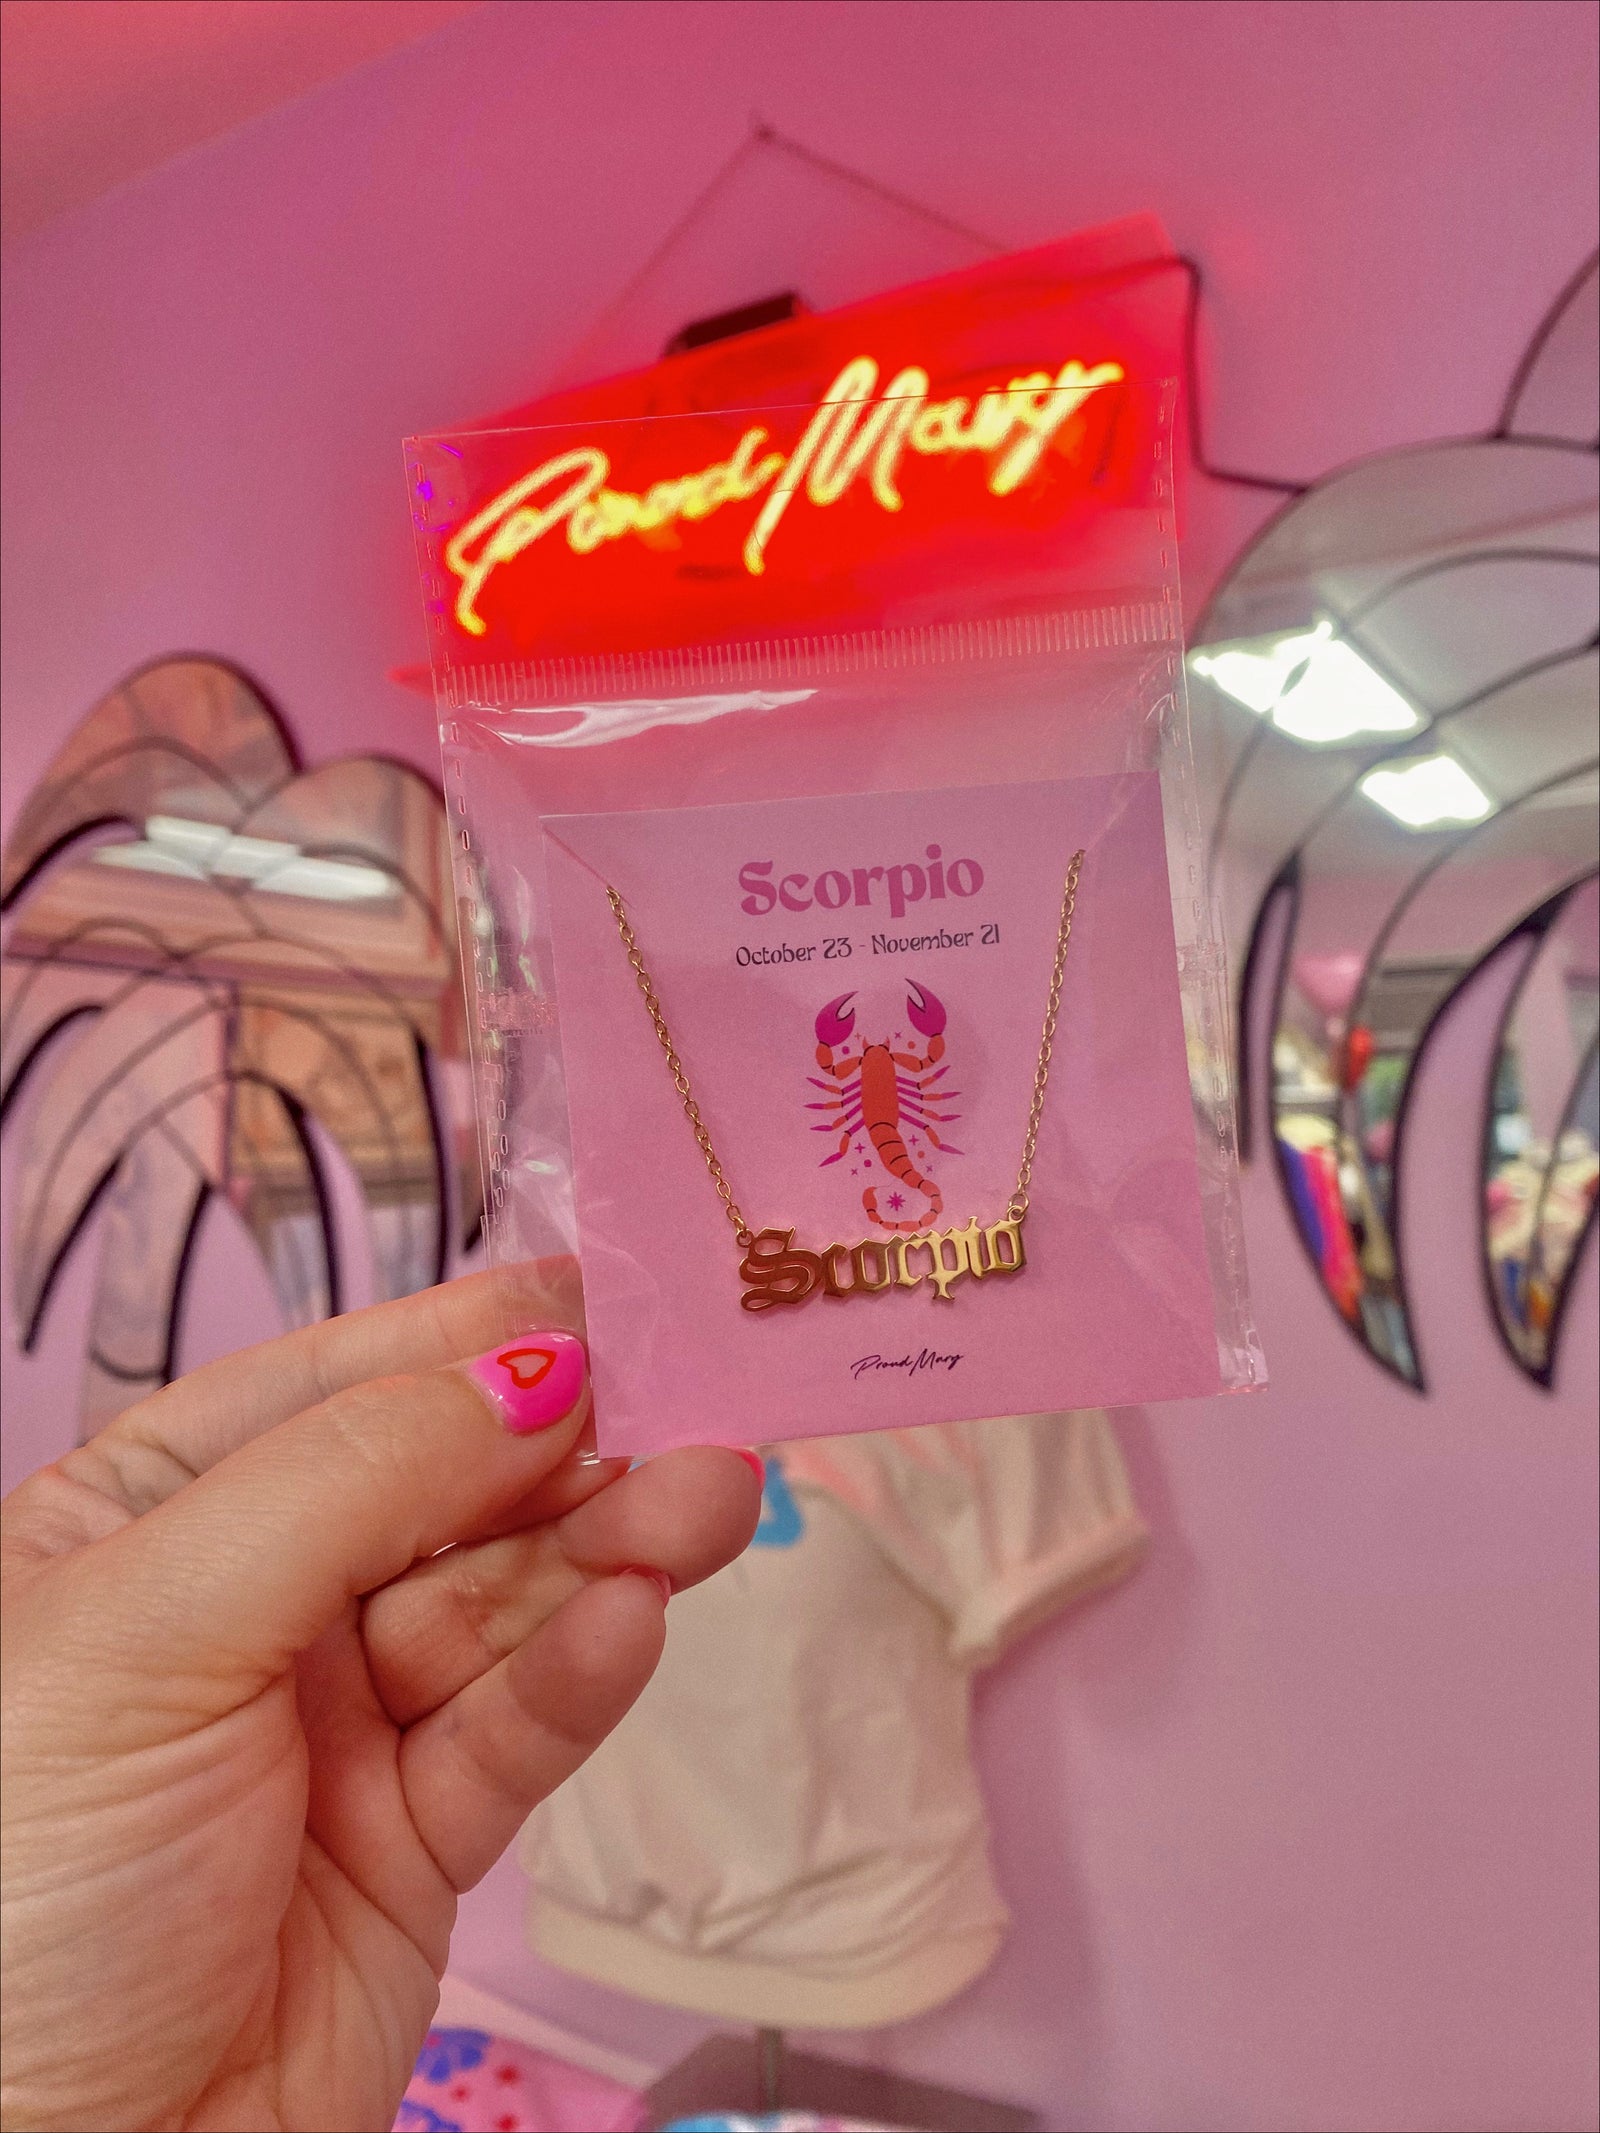 Proud Mary
Scorpio
October 23 - November 21
Scorpio
Proud Mary